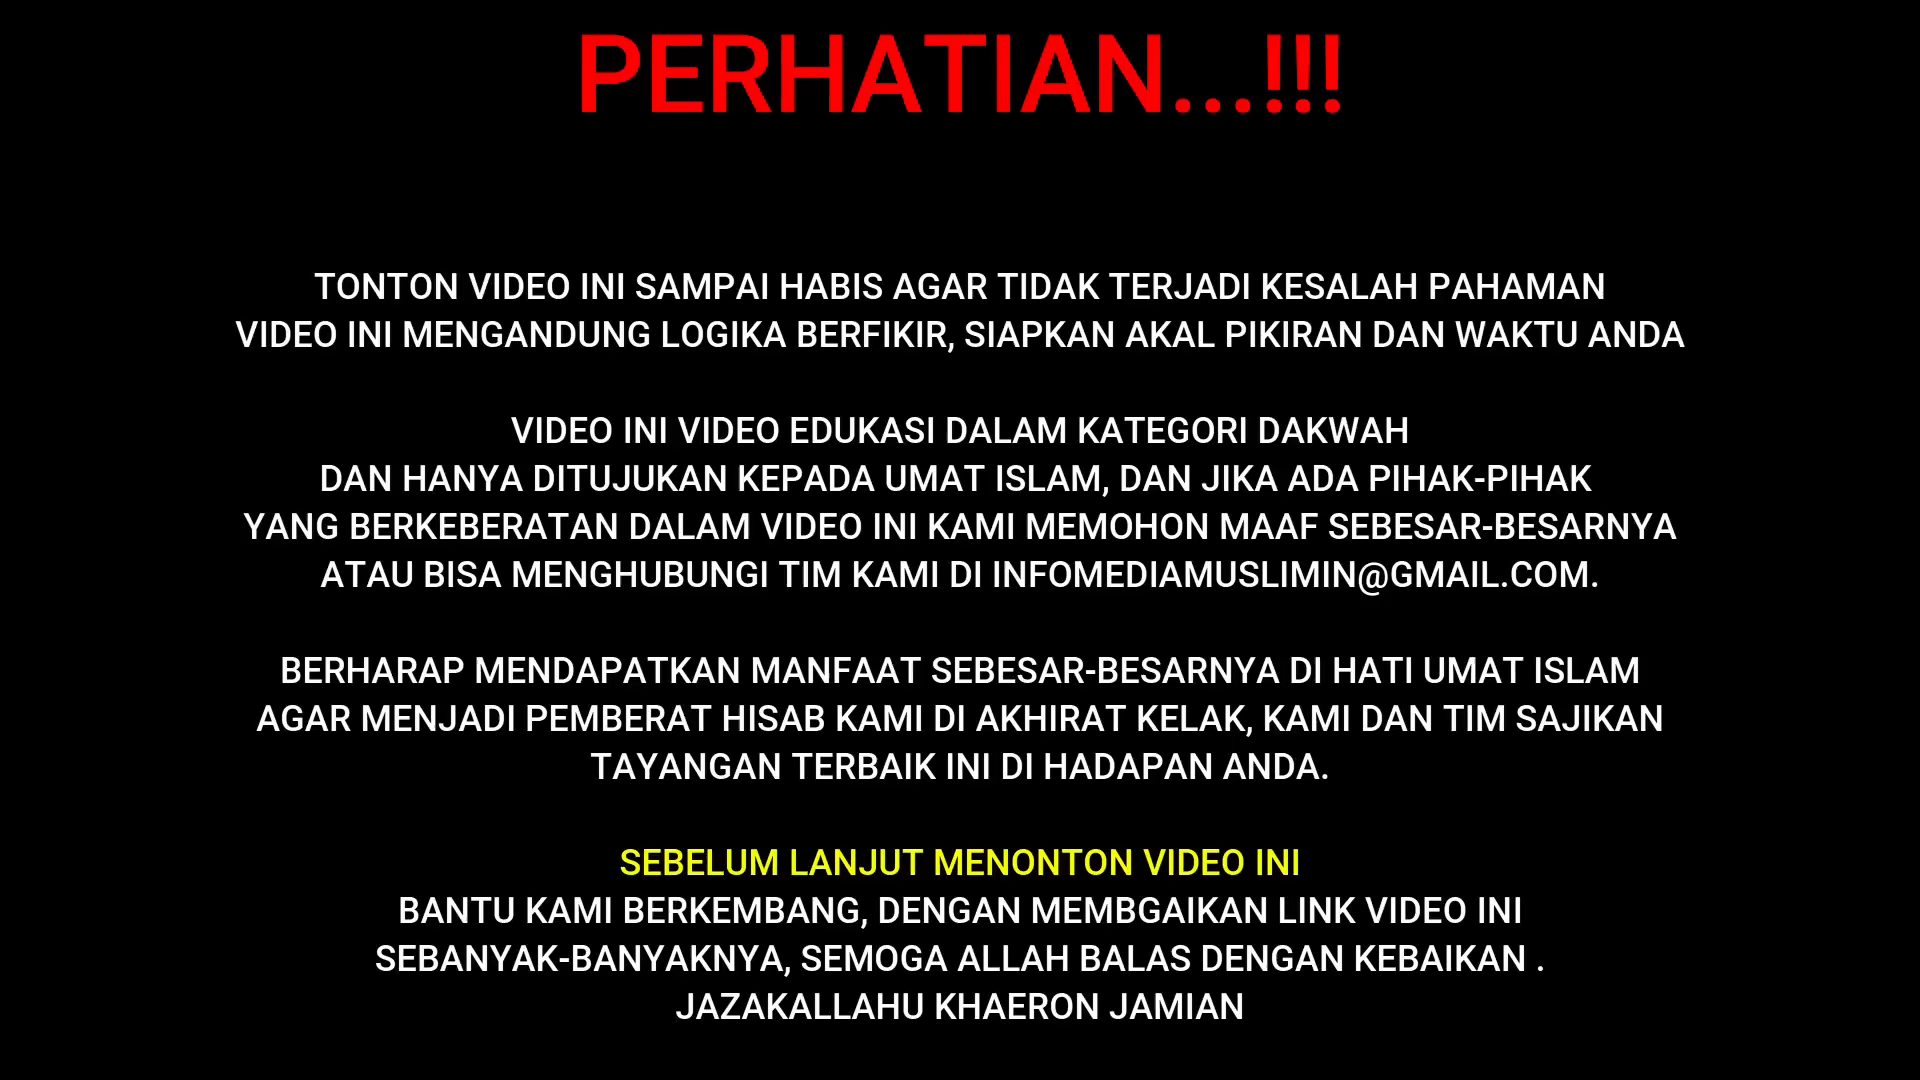 PERHATIAN...!!!
TONTON VIDEO INI SAMPAI HABIS AGAR TIDAK TERJADI KESALAH PAHAMAN
VIDEO INI MENGANDUNG LOGIKA BERFIKIR, SIAPKAN AKAL PIKIRAN DAN WAKTU ANDA
VIDEO INI VIDEO EDUKASI DALAM KATEGORI DAKWAH
DAN HANYA DITUJUKAN KEPADA UMAT ISLAM, DAN JIKA ADA PIHAK-PIHAK
YANG BERKEBERATAN DALAM VIDEO INI KAMI MEMOHON MAAF SEBESAR-BESARNYA
ATAU BISA MENGHUBUNGI TIM KAMI DI INFOMEDIAMUSLIMIN@GMAIL.COM.
BERHARAP MENDAPATKAN MANFAAT SEBESAR-BESARNYA DI HATI UMAT ISLAM
AGAR MENJADI PEMBERAT HISAB KAMI DI AKHIRAT KELAK, KAMI DAN TIM SAJIKAN
TAYANGAN TERBAIK INI DI HADAPAN ANDA.
SEBELUM LANJUT MENONTON VIDEO INI
BANTU KAMI BERKEMBANG, DENGAN MEMBGAIKAN LINK VIDEO INI
SEBANYAK-BANYAKNYA, SEMOGA ALLAH BALAS DENGAN KEBAIKAN .
JAZAKALLAHU KHAERON JAMIAN